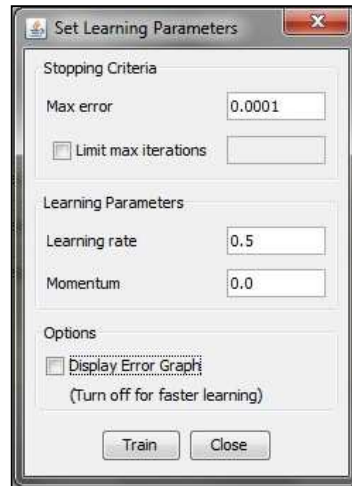 Set Learning Parameters
Stopping Criteria
Max error 0.0001
Limit max iterations
Learning Parameters
Learning rate 0.5
Momentum 0.0
Options
Display Error Graph
(Turn off for faster learning)
Train Close